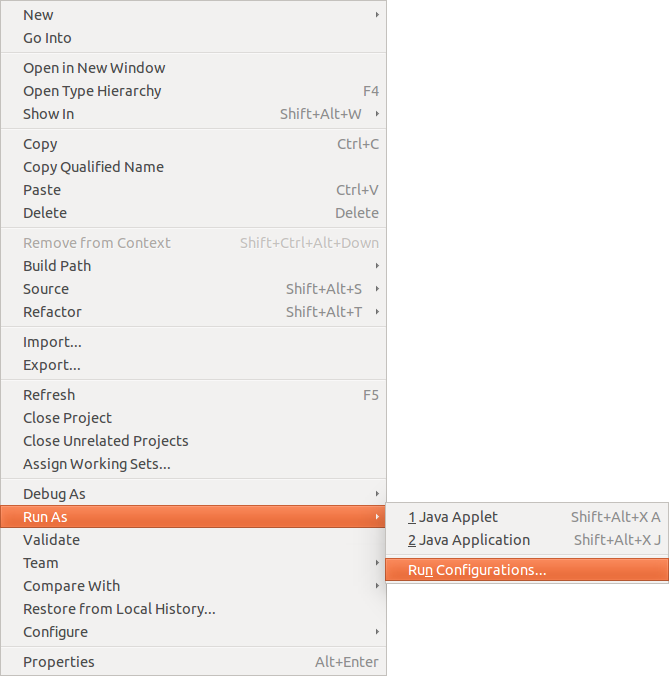 New
Go Into
Open in New Window
Open Type Hierarchy F4
Show In Shift+Alt+W
Copy Ctrl+C
Copy Qualified Name
Paste Ctrl+V
Delete Delete
Remove from Context Shift+Ctrl+Alt+Down
Build Path
Source Shift+Alt+S
Refactor Shift+Alt+T
Import...
Export...
Refresh F5
Close Project
Close Unrelated Projects
Assign Working Sets...
Debug As
Run As
1 Java Applet Shift+Alt+X A
Validate
2 Java Application Shift+Alt+X J
Team
Run Configurations...
Compare With
Restore from Local History...
Configure
Properties Alt+Enter